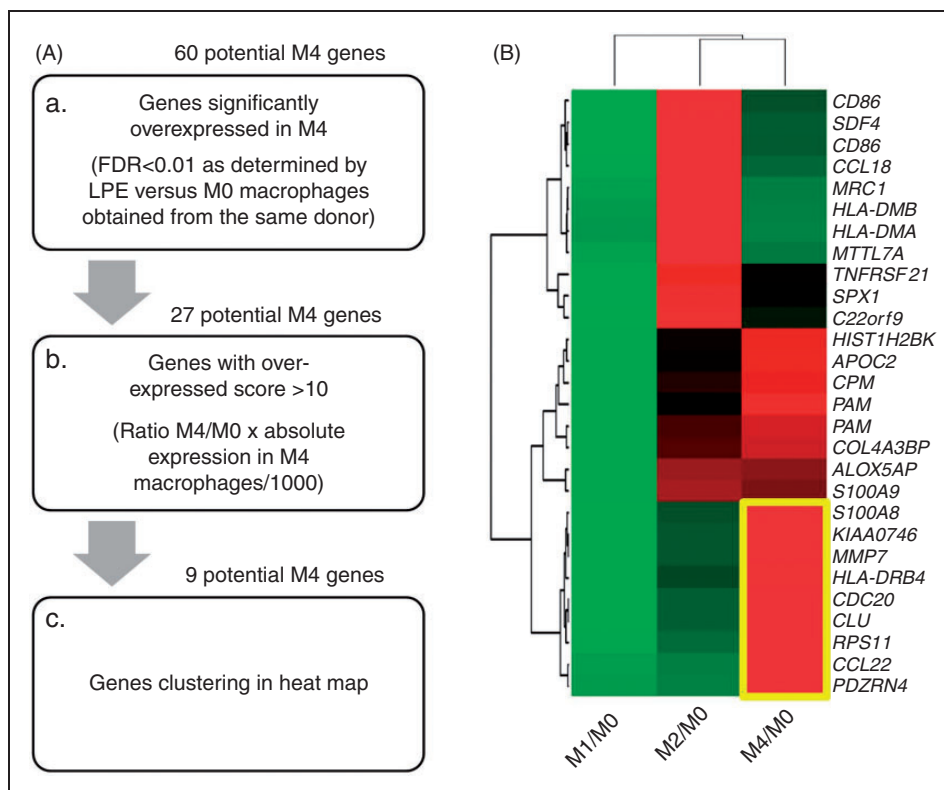 (A)
60 potential M4 genes
a.
Genes significantly
overexpressed in M4
(FDR<0.01 as determined by
LPE versus M0 macrophages
obtained from the same donor)
27 potential M4 genes
b.
Genes with over-
expressed score >10
(Ratio M4/M0 x absolute
expression in M4
macrophages/1000)
9 potential M4 genes
c.
Genes clustering in heat map
(B)
CD86
SDF4
CD86
CCL18
MRC1
HLA-DMB
HLA-DMA
MTTL7A
TNFRSF21
SPX1
C22orf9
HIST1H2BK
APOC2
CPM
PAM
PAM
COL4A3BP
ALOX5AP
S100A9
S100A8
KIAA0746
MMP7
HLA-DRB4
CDC20
CLU
RPS11
CCL22
PDZRN4
M1/M0
M2/M0
M4/M0